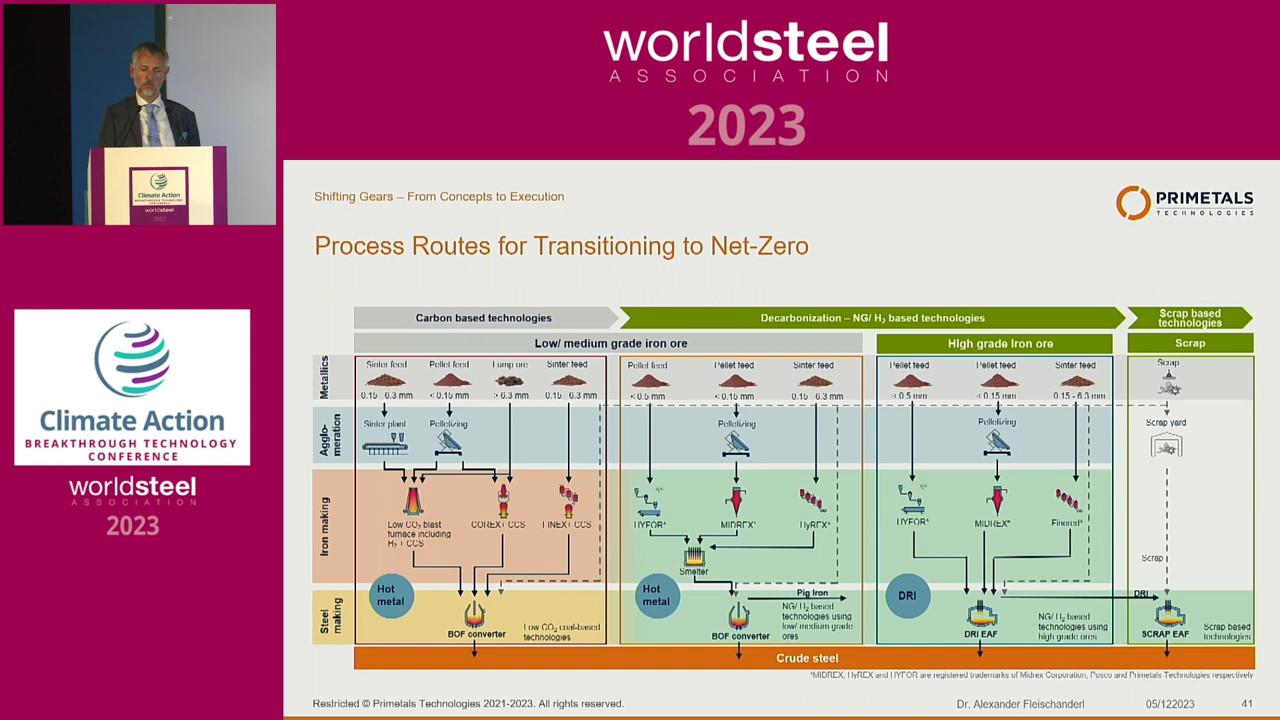 worldsteel
ASSOCIATION
2023
Climate Action
BREAKTHROUGH TECHNOLOGY
CONFERENCE
worldsteel
Climate Action
BREAKTHROUGH TECHNOLOGY
CONFERENCE
worldsteel
ASSOCIATION
2023
Shifting Gears – From Concepts to Execution
PRIMETALS
TECHNOLOGIES
Process Routes for Transitioning to Net-Zero
Carbon based technologies
Decarbonization – NG/ H₂ based technologies
Scrap based
technologies
Low/ medium grade iron ore
High grade Iron ore
Scrap
Metallics
Sinter feed
Pellet feed
Lump ore
Sinter feed
Pellet feed
Pellet feed
Sinter feed
Pellet feed
Pellet feed
Sinter feed
Scrap
0.15 - 6.3 mm
< 0.15 mm
> 6.3 mm
0.15 - 6.3 mm
< 0.5 mm
< 0.15 mm
0.15 - 6.3 mm
< 0.5 mm
< 0.15 mm
0.15 - 6.3 mm
Agglo-
meration
Sinter plant
Pelletizing
Pelletizing
Pelletizing
Scrap yard
Iron making
Low CO₂ blast
furnace including
H₂ + CCS
COREX+ CCS
FINEX+ CCS
HYFOR*
MIDREX*
HyREX*
Smelter
HYFOR*
MIDREX*
Finored*
Scrap
Steel
making
Hot
metal
BOF converter
Low CO₂ coal-based
technologies
Hot
metal
BOF converter
Pig Iron
NG/ H₂ based
technologies using
low/ medium grade
ores
DRI
DRI EAF
NG/ H₂ based
technologies using
high grade ores
DRI
SCRAP EAF
Scrap based
technologies
Crude steel
*MIDREX, HyREX and HYFOR are registered trademarks of Midrex Corporation, Posco and Primetals Technologies respectively
Restricted © Primetals Technologies 2021-2023. All rights reserved.
Dr. Alexander Fleischanderl
05/122023
41